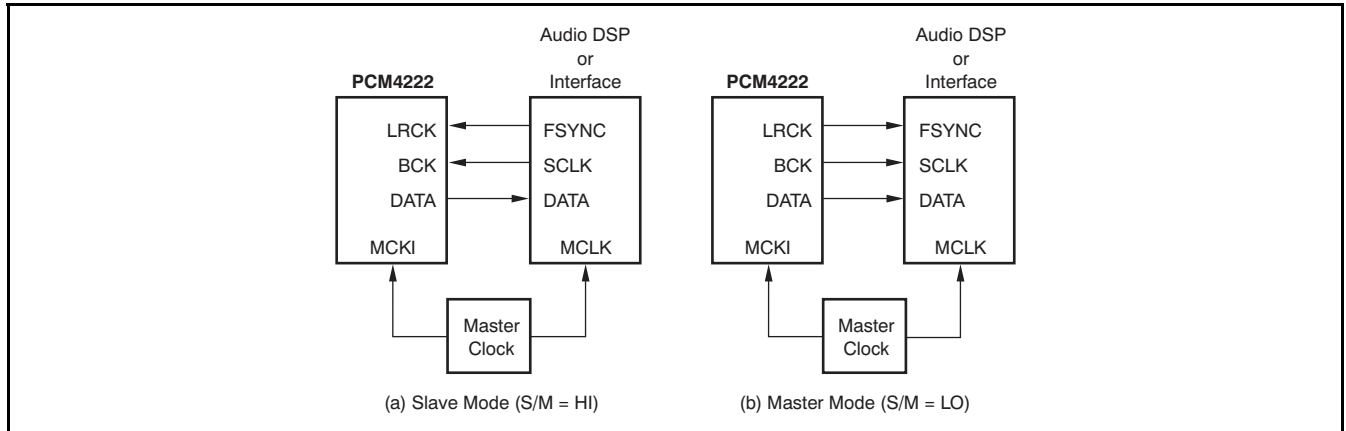 Audio DSP
or
Interface
PCM4222
LRCK
FSYNC
BCK
SCLK
DATA
DATA
MCKI
MCLK
Master
Clock
(a) Slave Mode (S/M = HI)
Audio DSP
or
Interface
PCM4222
LRCK
FSYNC
BCK
SCLK
DATA
DATA
MCKI
MCLK
Master
Clock
(b) Master Mode (S/M = LO)